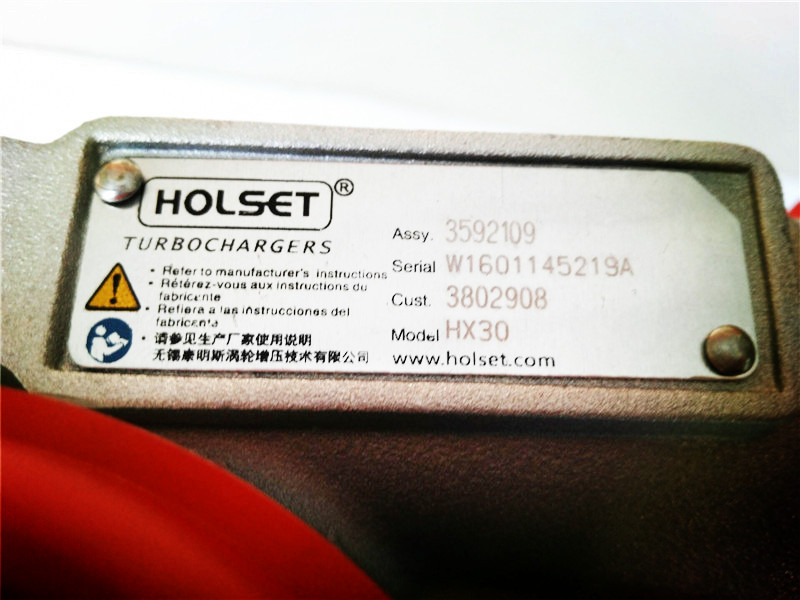 HOLSET®
TURBOCHARGERS
• Refer to manufacturer's instructions
• Rétérez-vous aux instructions du
fabricante
• Refiera a las instrucciones del
fabricante
• 请参见生产厂家使用说明
无锡康明斯涡轮增压技术有限公司
Assy. 3592109
Serial W1601145219A
Cust. 3802908
Model HX30
www.holset.com